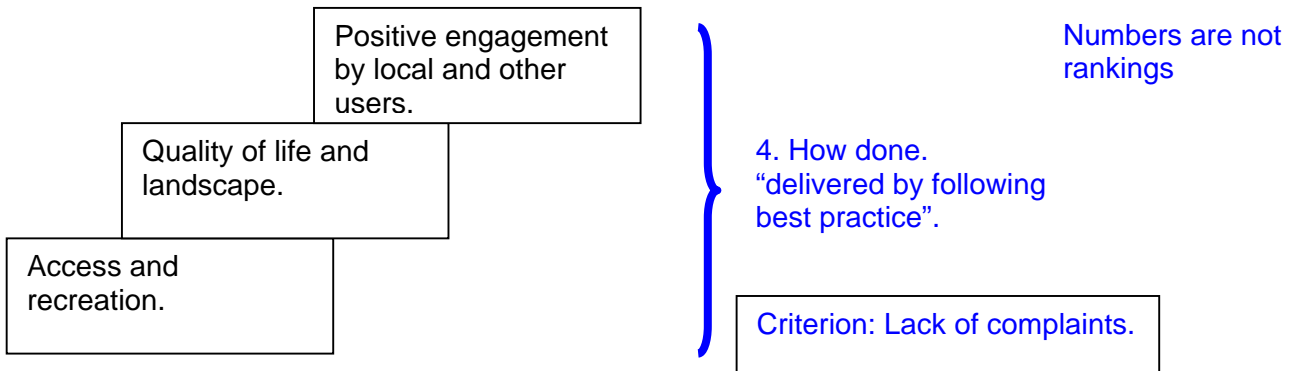 Positive engagement
by local and other
users.
Numbers are not
rankings
Quality of life and
landscape.
4. How done.
“delivered by following
best practice”.
Access and
recreation.
Criterion: Lack of complaints.